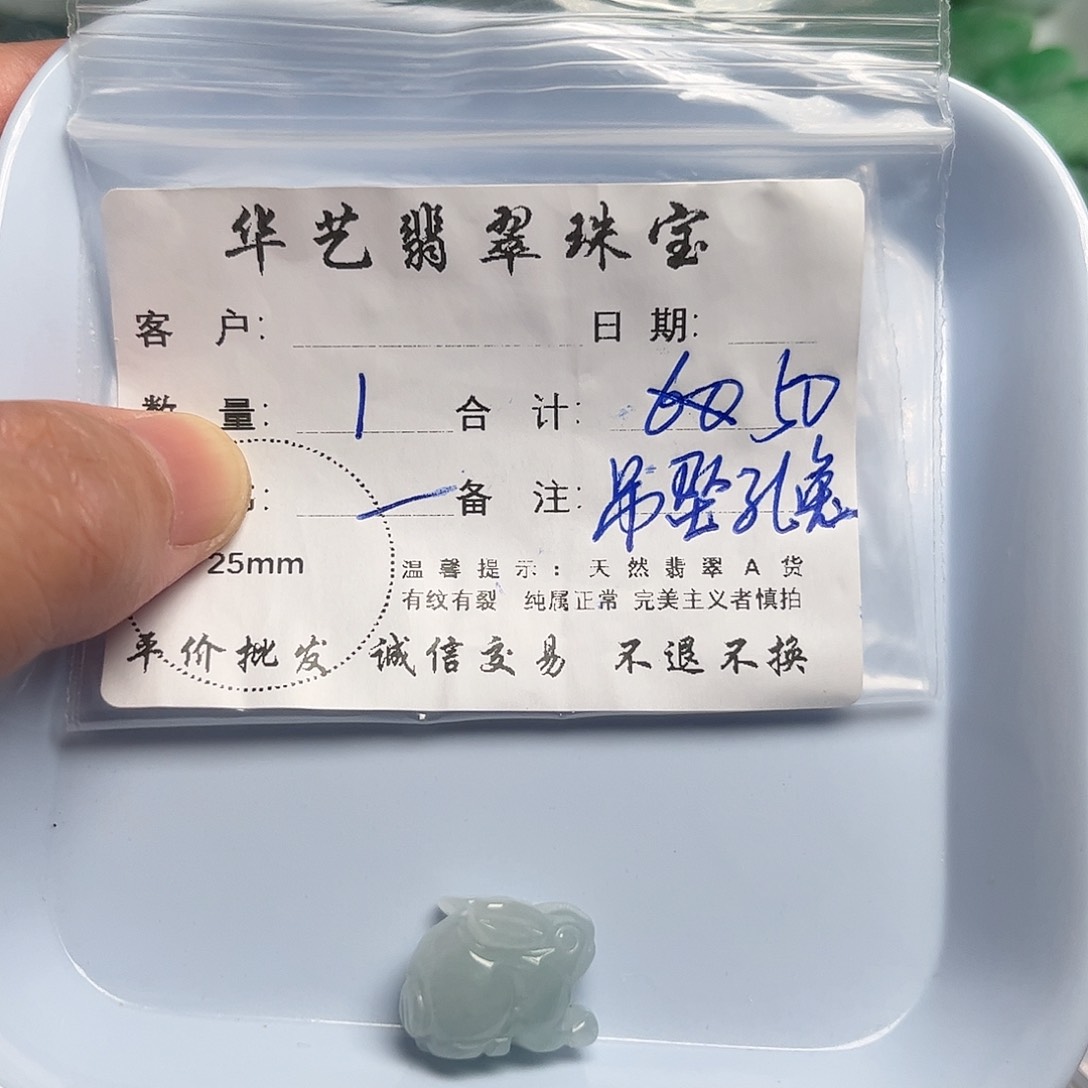 华艺翡翠珠宝
客 户: 日 期:
数 量: 1 合 计: 50
备 注: 吊坠孔兔
25mm
温馨提示: 天然翡翠A货
有纹有裂 纯属正常 完美主义者慎拍
平价批发 诚信交易 不退不换